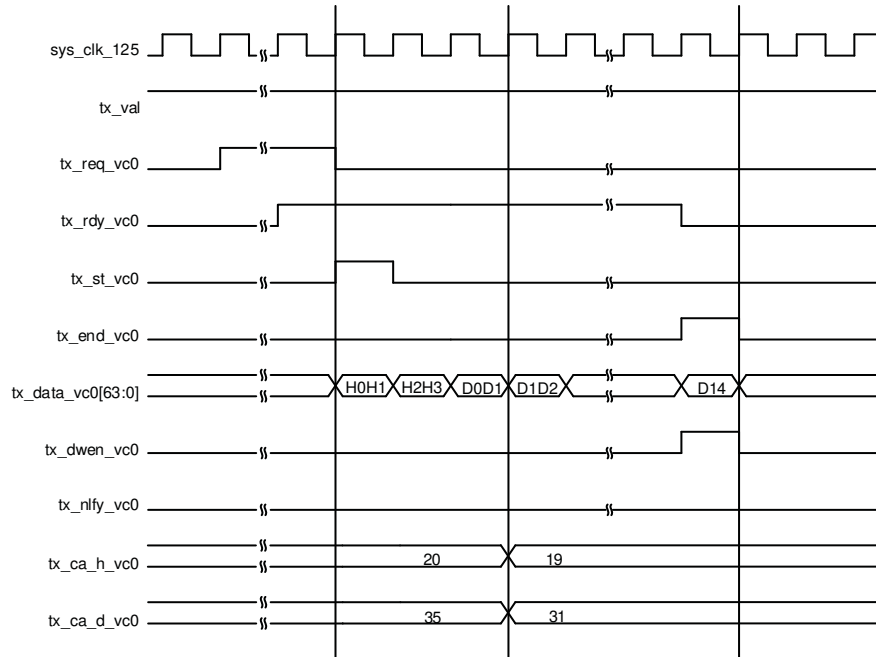 sys_clk_125
tx_val
tx_req_vc0
tx_rdy_vc0
tx_st_vc0
tx_end_vc0
tx_data_vc0[63:0] H0H1 H2H3 D0D1 D1D2 D14
tx_dwen_vc0
tx_nlfy_vc0
tx_ca_h_vc0 20 19
tx_ca_d_vc0 35 31